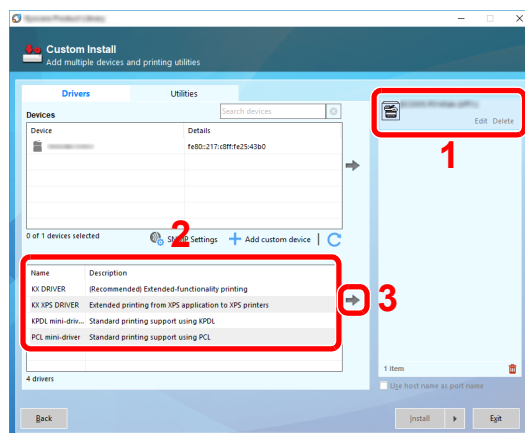 Custom Install
Add multiple devices and printing utilities
Drivers Utilities
Devices
Search devices
Device Details
fe80::217:c8ff:fe25:43b0
Edit Delete
1
2
0 of 1 devices selected
Settings
Add custom device
Name Description
KX DRIVER (Recommended) Extended-functionality printing
KX XPS DRIVER Extended printing from XPS application to XPS printers
KPDL mini-driv... Standard printing support using KPDL
PCL mini-driver Standard printing support using PCL
3
4 drivers
1 item
Use host name as port name
Back
Install
Exit